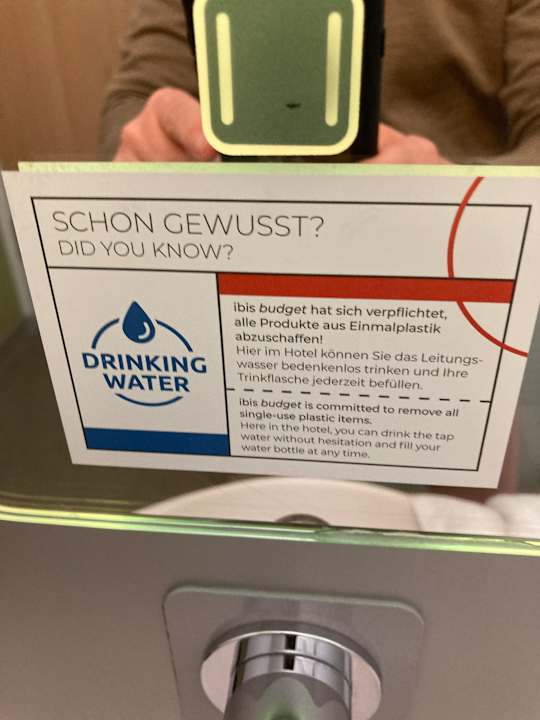 SCHON GEWUSST?
DID YOU KNOW?
DRINKING
WATER
ibis budget hat sich verpflichtet,
alle Produkte aus Einmalplastik
abzuschaffen!
Hier im Hotel können Sie das Leitungs-
wasser bedenkenlos trinken und Ihre
Trinkflasche jederzeit befüllen.
ibis budget is committed to remove all
single-use plastic items.
Here in the hotel, you can drink the tap
water without hesitation and fill your
water bottle at any time.